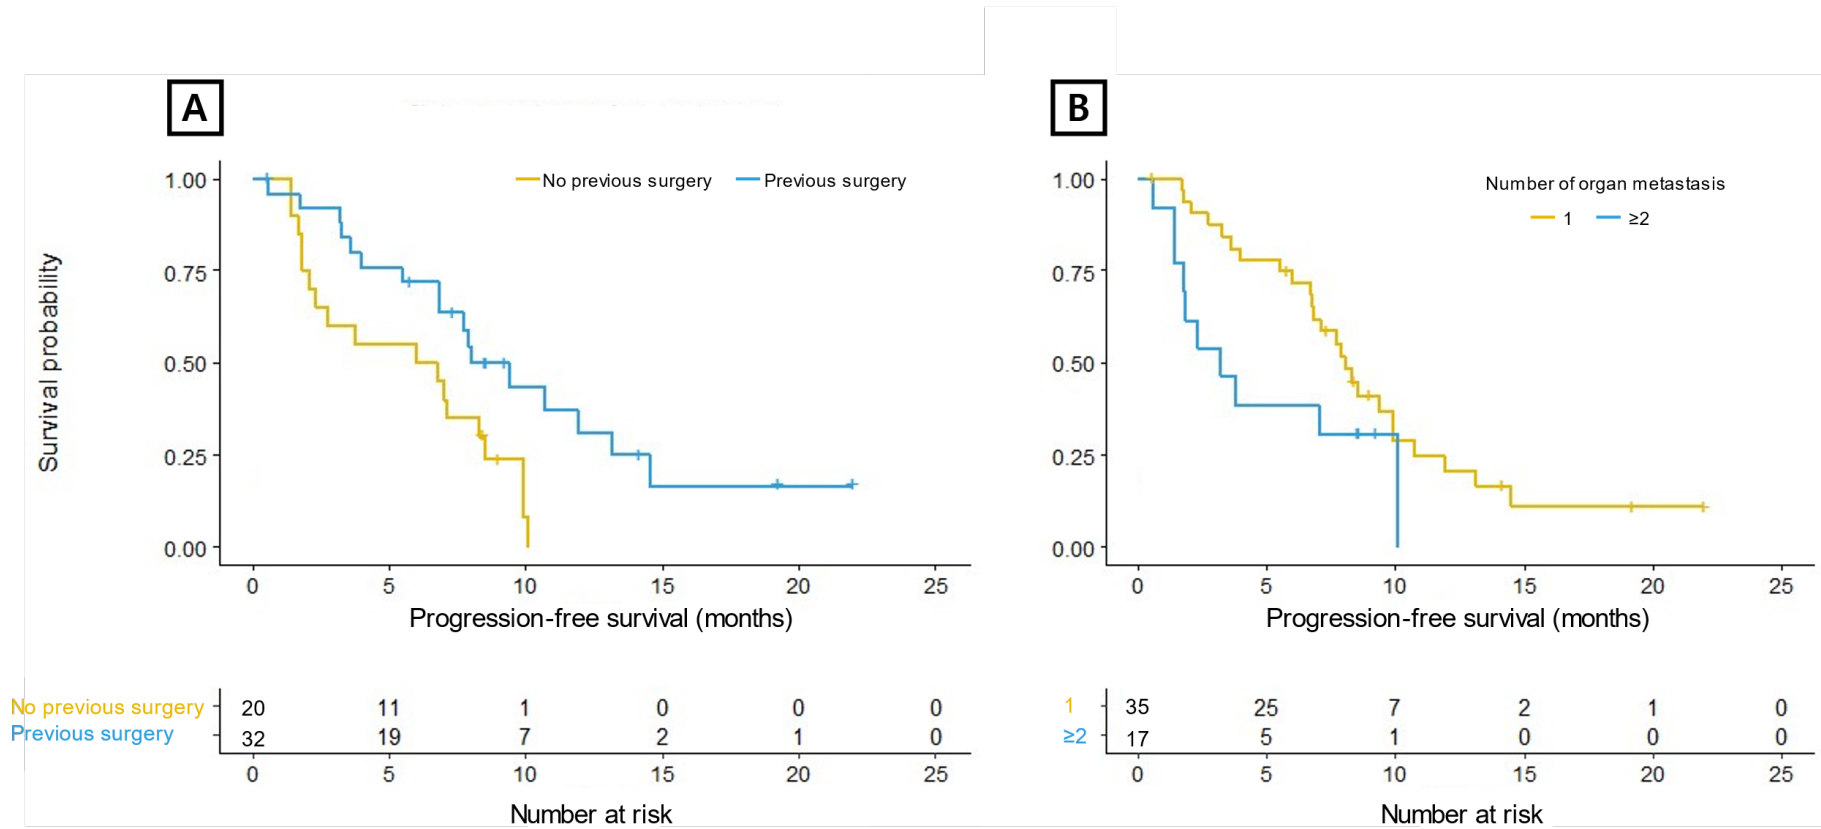 A
B
No previous surgery
Previous surgery
Number of organ metastasis
1
≥2
Survival probability
1.00
0.75
0.50
0.25
0.00
0 5 10 15 20 25
Progression-free survival (months)
1.00
0.75
0.50
0.25
0.00
0 5 10 15 20 25
Progression-free survival (months)
No previous surgery 20 11 1 0 0 0
Previous surgery 32 19 7 2 1 0
0 5 10 15 20 25
Number at risk
1 35 25 7 2 1 0
≥2 17 5 1 0 0 0
0 5 10 15 20 25
Number at risk